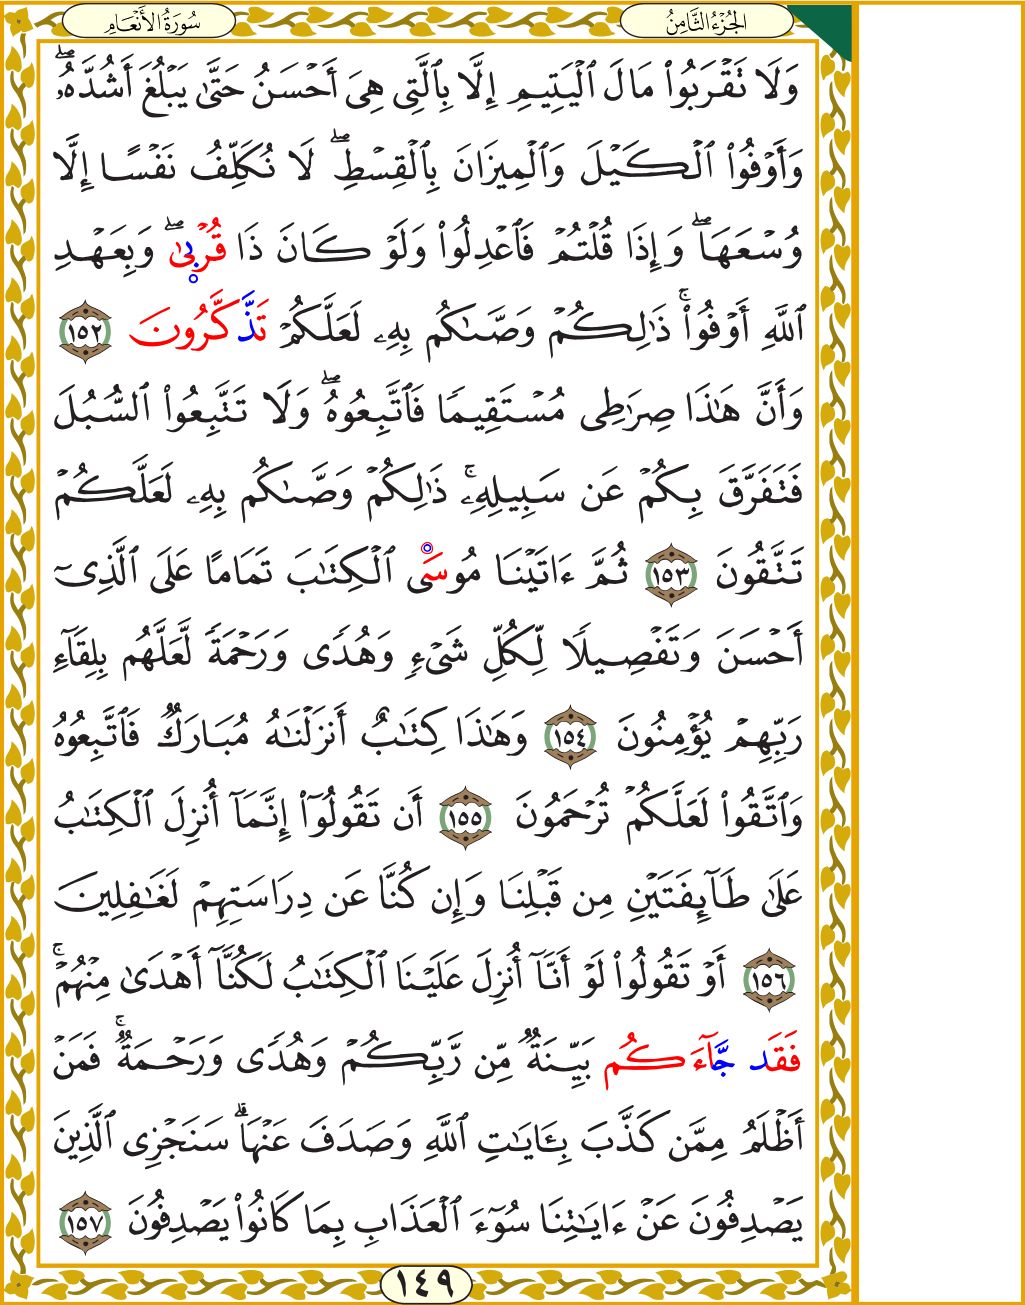 الجُزْءُ الثَّامِنُ
سُورَةُ الأَنْعَامِ
وَلَا تَقْرَبُوا۟ مَالَ ٱلْيَتِيمِ إِلَّا بِٱلَّتِى هِىَ أَحْسَنُ حَتَّىٰ يَبْلُغَ أَشُدَّهُۥۖ
وَأَوْفُوا۟ ٱلْكَيْلَ وَٱلْمِيزَانَ بِٱلْقِسْطِۖ لَا نُكَلِّفُ نَفْسًا إِلَّا
وُسْعَهَاۖ وَإِذَا قُلْتُمْ فَٱعْدِلُوا۟ وَلَوْ كَانَ ذَا قُرْبٜىٰۖ وَبِعَهْدِ
ٱللَّهِ أَوْفُوا۟ۚ ذَٰلِكُمْ وَصَّىٰكُم بِهِۦ لَعَلَّكُمْ تَذَّكَّرُونَ ١٥٢
وَأَنَّ هَٰذَا صِرَٰطِى مُسْتَقِيمًا فَٱتَّبِعُوهُۖ وَلَا تَتَّبِعُوا۟ ٱلسُّبُلَ
فَتَفَرَّقَ بِكُمْ عَن سَبِيلِهِۦۚ ذَٰلِكُمْ وَصَّىٰكُم بِهِۦ لَعَلَّكُمْ
تَتَّقُونَ ١٥٣ ثُمَّ ءَاتَيْنَا مُوسَى ٱلْكِتَٰبَ تَمَامًا عَلَى ٱلَّذِىٓ
أَحْسَنَ وَتَفْصِيلًا لِّكُلِّ شَىْءٍ وَهُدًى وَرَحْمَةً لَّعَلَّهُم بِلِقَآءِ
رَبِّهِمْ يُؤْمِنُونَ ١٥٤ وَهَٰذَا كِتَٰبٌ أَنزَلْنَٰهُ مُبَارَكٌ فَٱتَّبِعُوهُ
وَٱتَّقُوا۟ لَعَلَّكُمْ تُرْحَمُونَ ١٥٥ أَن تَقُولُوٓا۟ إِنَّمَآ أُنزِلَ ٱلْكِتَٰبُ
عَلَىٰ طَآئِفَتَيْنِ مِن قَبْلِنَا وَإِن كُنَّا عَن دِرَاسَتِهِمْ لَغَٰفِلِينَ
١٥٦ أَوْ تَقُولُوا۟ لَوْ أَنَّآ أُنزِلَ عَلَيْنَا ٱلْكِتَٰبُ لَكُنَّآ أَهْدَىٰ مِنْهُمْۚ
فَقَد جَّآءَكُم بَيِّنَةٌ مِّن رَّبِّكُمْ وَهُدًى وَرَحْمَةٌۚ فَمَنْ
أَظْلَمُ مِمَّن كَذَّبَ بِـَٔايَٰتِ ٱللَّهِ وَصَدَفَ عَنْهَاۗ سَنَجْزِى ٱلَّذِينَ
يَصْدِفُونَ عَنْ ءَايَٰتِنَا سُوٓءَ ٱلْعَذَابِ بِمَا كَانُوا۟ يَصْدِفُونَ ١٥٧
١٤٩